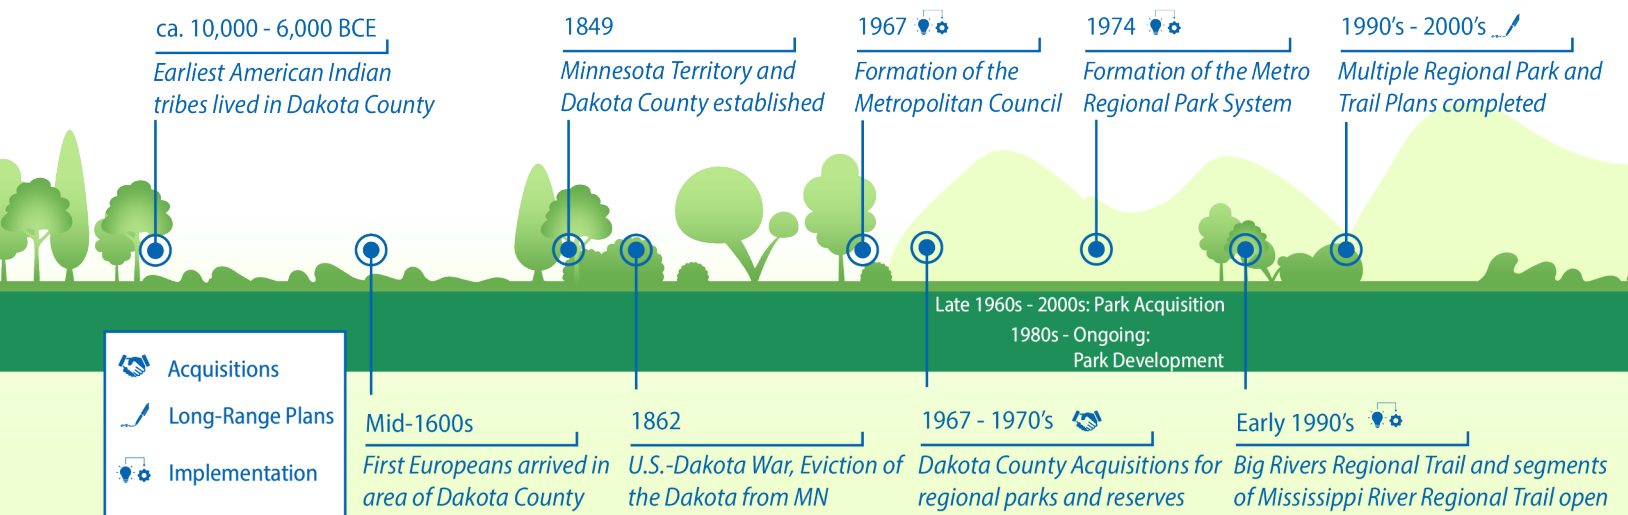 ca. 10,000 - 6,000 BCE
Earliest American Indian
tribes lived in Dakota County
1849
Minnesota Territory and
Dakota County established
1967
Formation of the
Metropolitan Council
1974
Formation of the Metro
Regional Park System
1990's - 2000's
Multiple Regional Park and
Trail Plans completed
Late 1960s - 2000s: Park Acquisition
1980s - Ongoing:
Park Development
Acquisitions
Long-Range Plans
Implementation
Mid-1600s
First Europeans arrived in
area of Dakota County
1862
U.S.-Dakota War, Eviction of
the Dakota from MN
1967 - 1970's
Dakota County Acquisitions for
regional parks and reserves
Early 1990's
Big Rivers Regional Trail and segments
of Mississippi River Regional Trail open